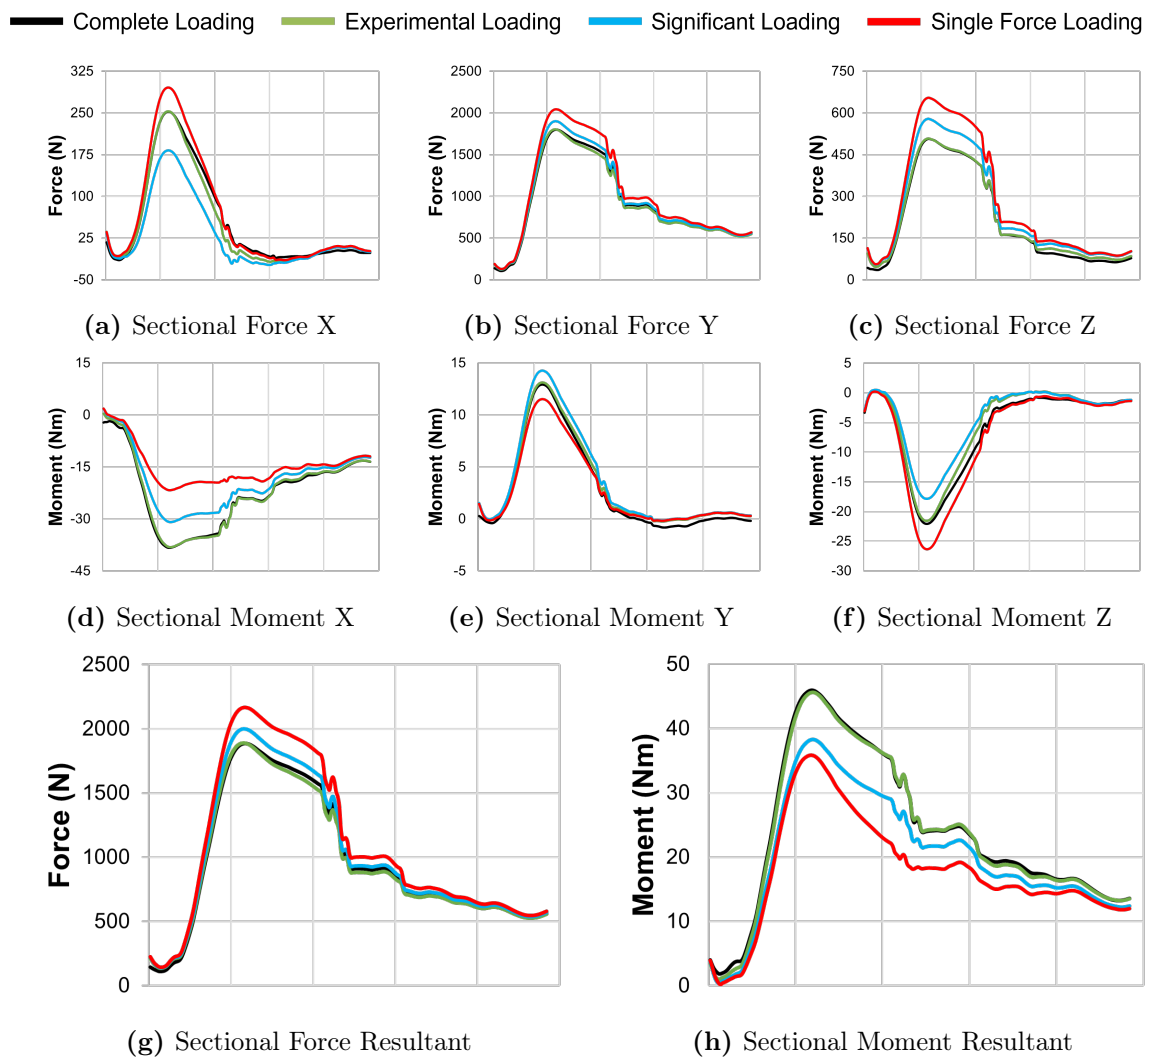 Complete Loading Experimental Loading Significant Loading Single Force Loading
Force (N)
325
250
175
100
25
-50
Force (N)
2500
2000
1500
1000
500
0
Force (N)
750
600
450
300
150
0
(a) Sectional Force X
(b) Sectional Force Y
(c) Sectional Force Z
Moment (Nm)
15
0
-15
-30
-45
Moment (Nm)
15
10
5
0
-5
Moment (Nm)
5
0
-5
-10
-15
-20
-25
-30
(d) Sectional Moment X
(e) Sectional Moment Y
(f) Sectional Moment Z
Force (N)
2500
2000
1500
1000
500
0
Moment (Nm)
50
40
30
20
10
0
(g) Sectional Force Resultant
(h) Sectional Moment Resultant